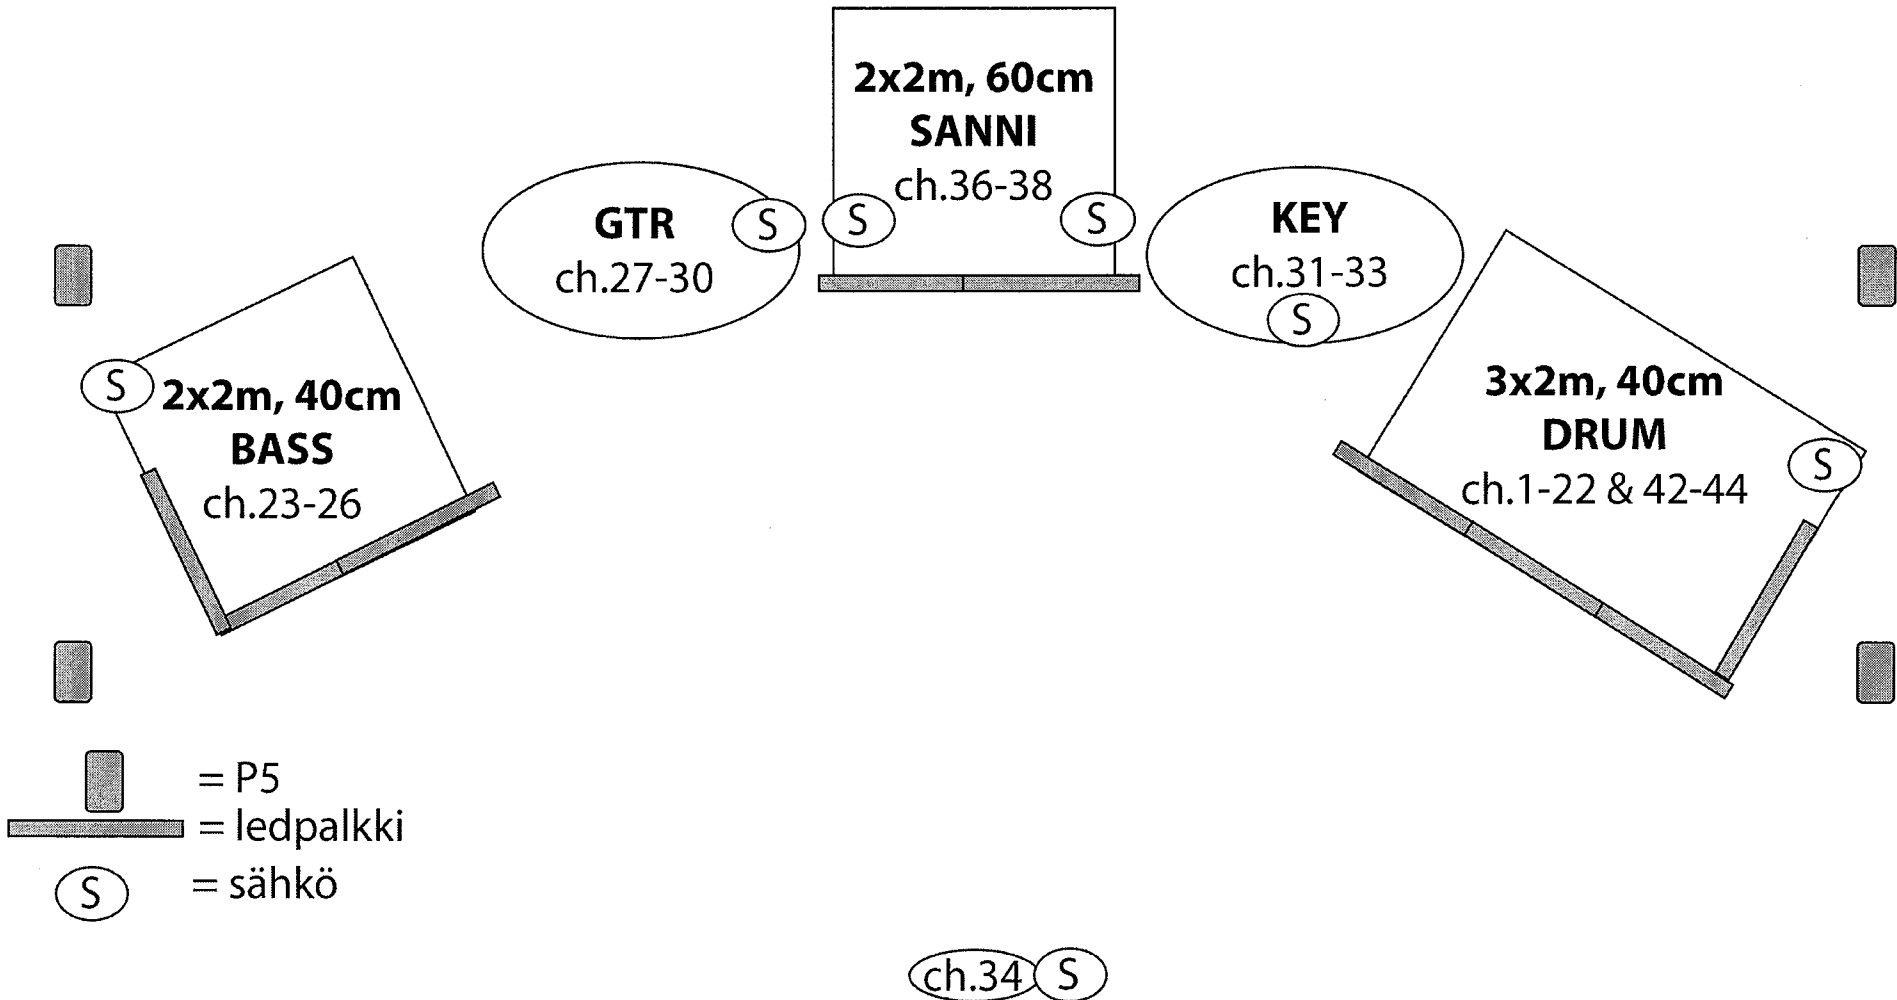 2x2m, 60cm
SANNI
ch.36-38
S
S
GTR
ch.27-30
S
KEY
ch.31-33
S
S
2x2m, 40cm
BASS
ch.23-26
3x2m, 40cm
DRUM
ch.1-22 & 42-44
S
= P5
= ledpalkki
S = sähkö
ch.34 S